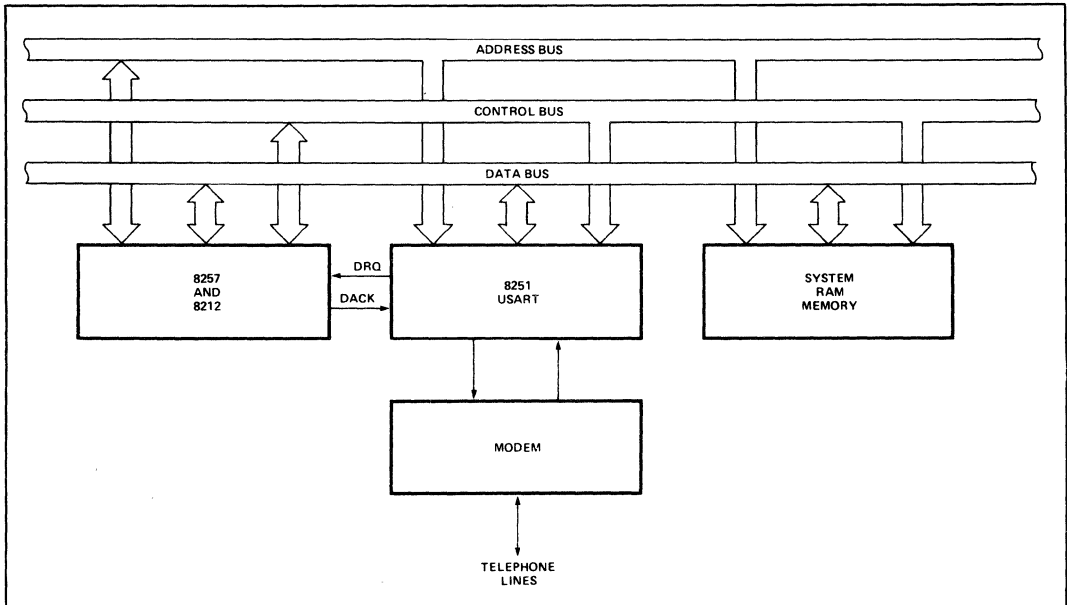 ADDRESS BUS
CONTROL BUS
DATA BUS
8257
AND
8212
DRQ
DACK
8251
USART
SYSTEM
RAM
MEMORY
MODEM
TELEPHONE
LINES